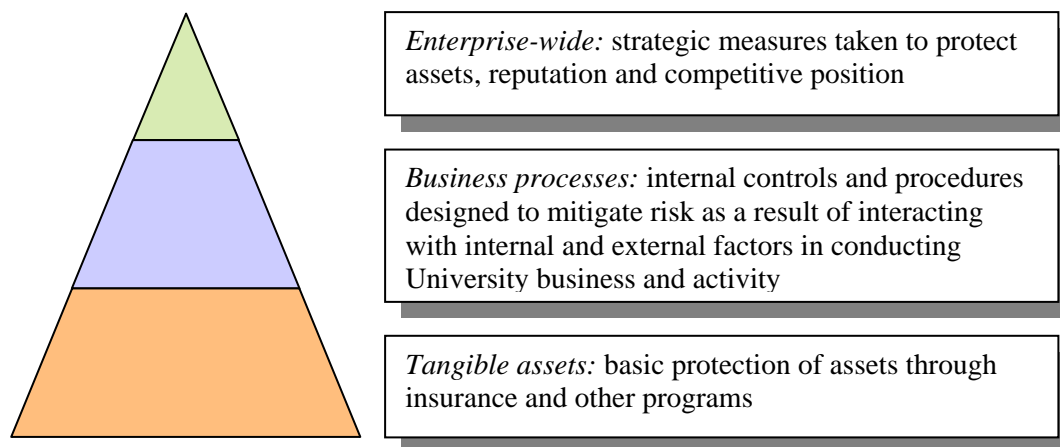 Enterprise-wide: strategic measures taken to protect
assets, reputation and competitive position
Business processes: internal controls and procedures
designed to mitigate risk as a result of interacting
with internal and external factors in conducting
University business and activity
Tangible assets: basic protection of assets through
insurance and other programs